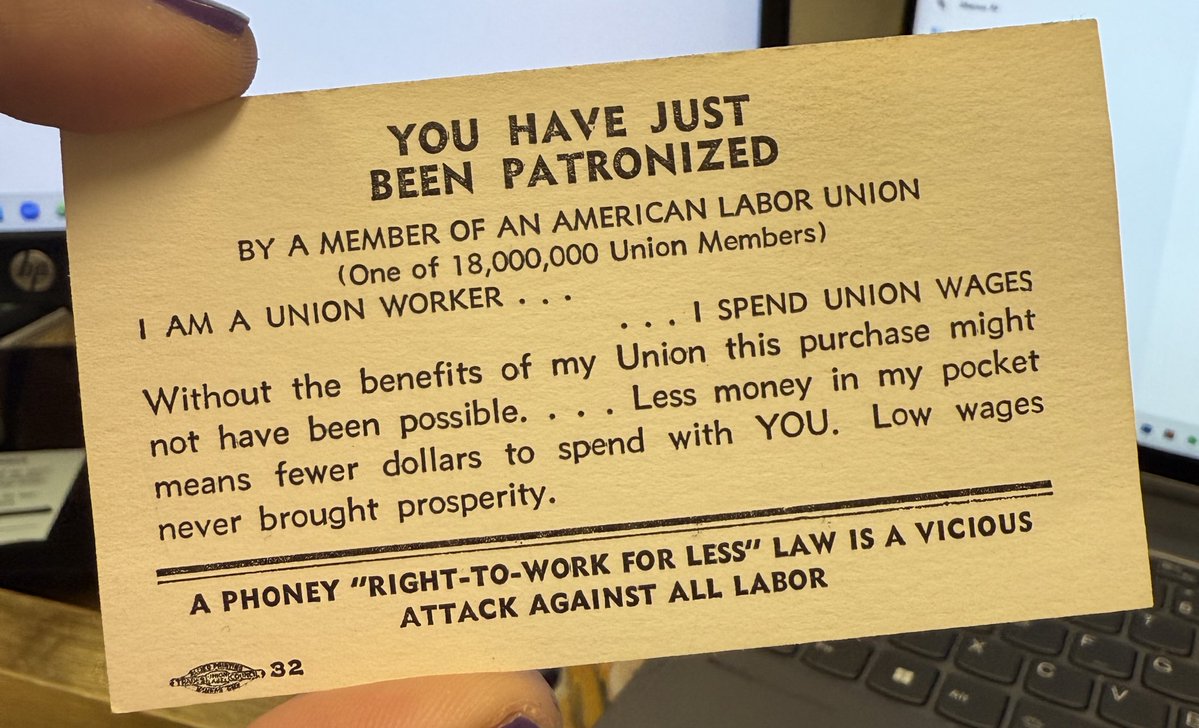 YOU HAVE JUST
BEEN PATRONIZED
BY A MEMBER OF AN AMERICAN LABOR UNION
(One of 18,000,000 Union Members)
I AM A UNION WORKER . . .
. . . I SPEND UNION WAGES
Without the benefits of my Union this purchase might
not have been possible. . . . . Less money in my pocket
means fewer dollars to spend with YOU. Low wages
never brought prosperity.
A PHONEY "RIGHT-TO-WORK FOR LESS" LAW IS A VICIOUS
ATTACK AGAINST ALL LABOR
32
hp
F
X
C
G
V
Alt